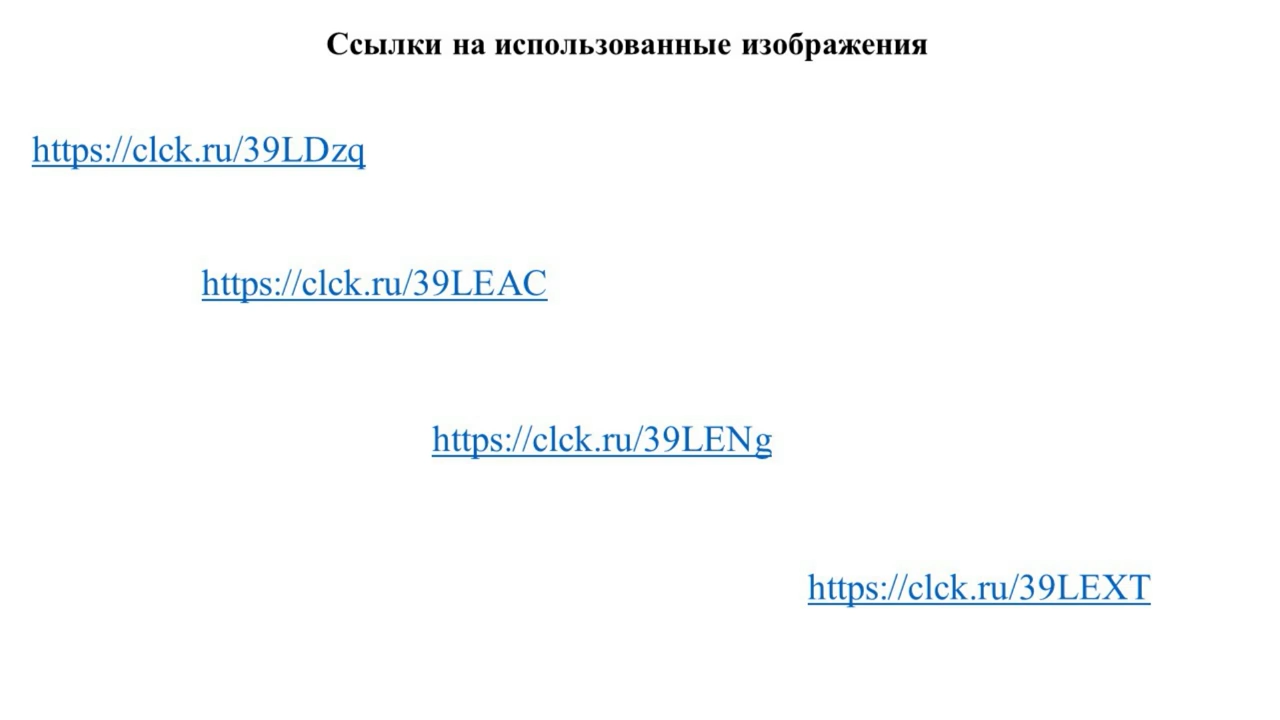 Ссылки на использованные изображения
https://clck.ru/39LDzq
https://clck.ru/39LEAC
https://clck.ru/39LENg
https://clck.ru/39LEXT